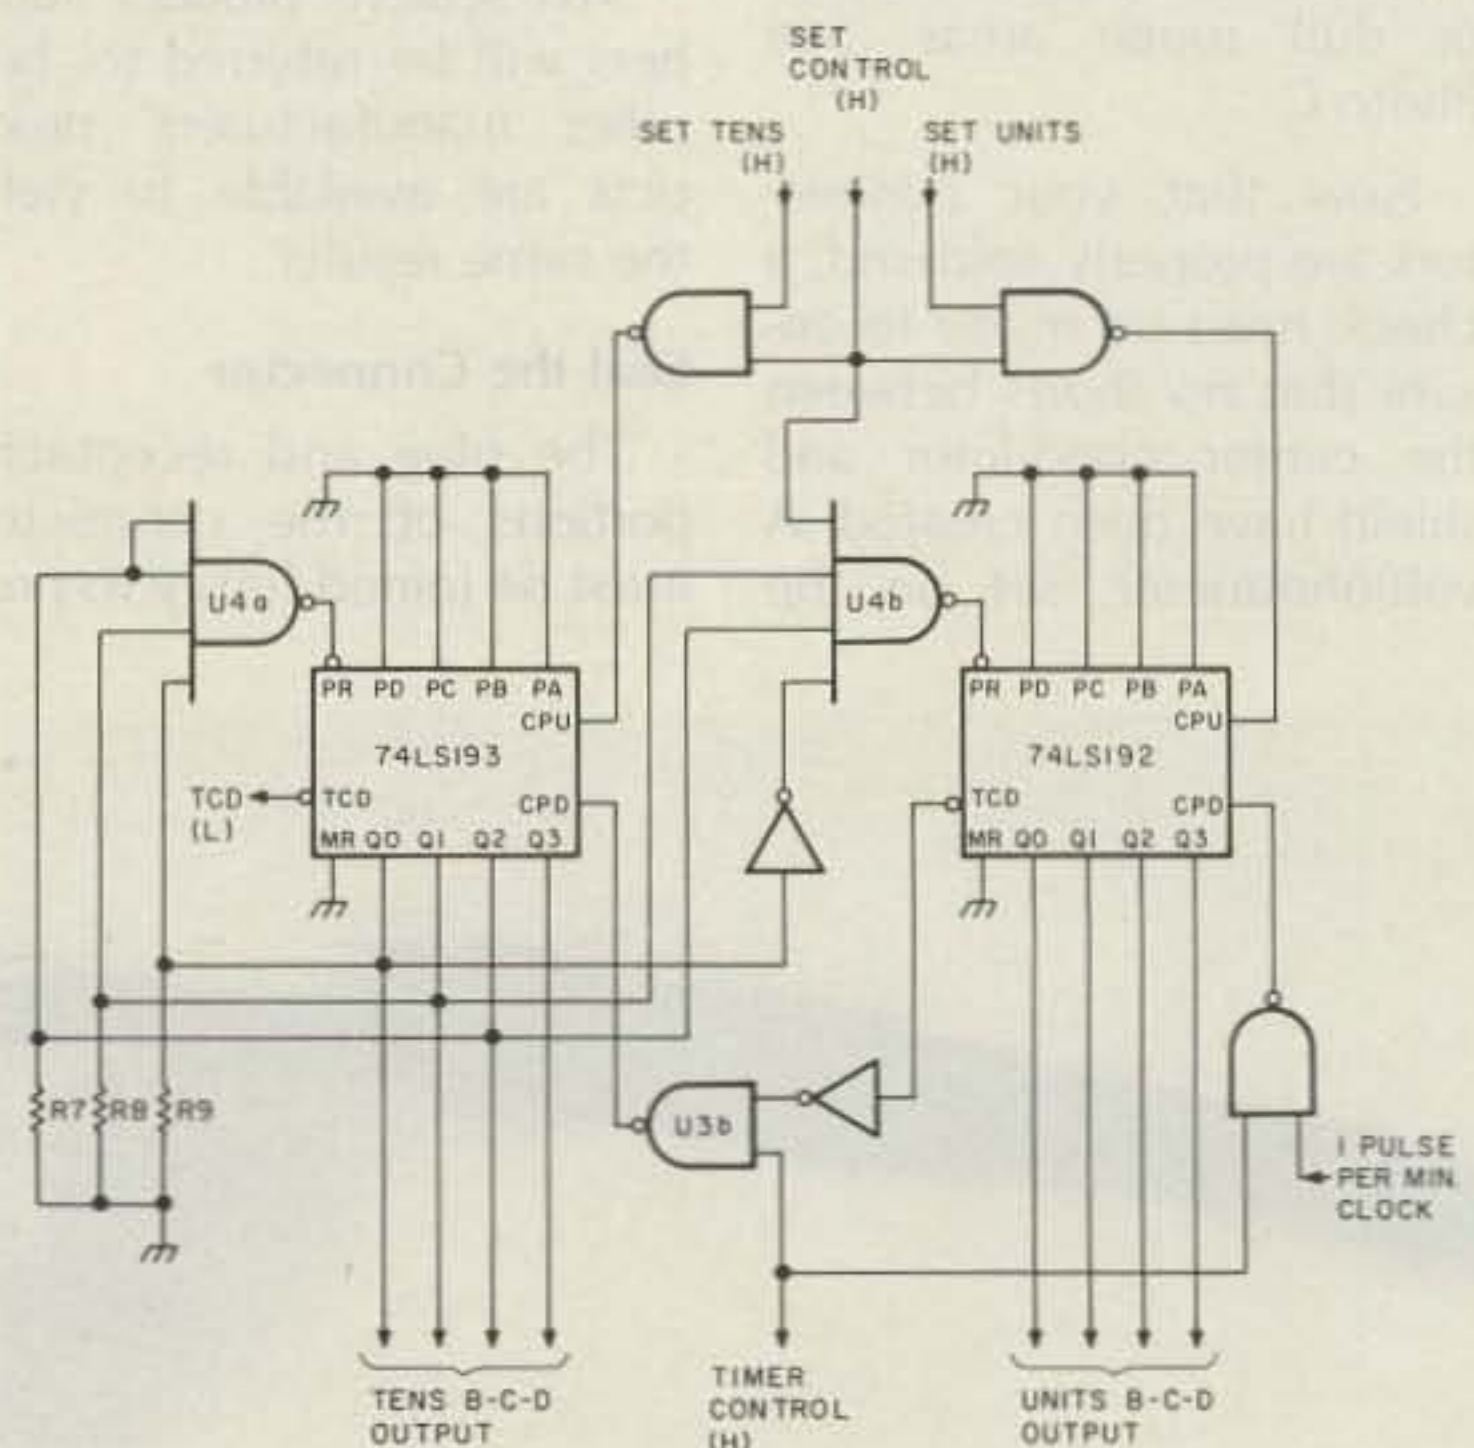 SET
CONTROL
(H)
SET TENS
(H)
SET UNITS
(H)
U4a
U4b
PR PD PC PB PA
CPU
74LS193
TCD
(L)
TCD
CPD
MR Q0 Q1 Q2 Q3
PR PD PC PB PA
CPU
74LS192
TCD
CPD
MR Q0 Q1 Q2 Q3
R7 R8 R9
U3b
1 PULSE
PER MIN.
CLOCK
TENS B-C-D
OUTPUT
TIMER
CONTROL
(H)
UNITS B-C-D
OUTPUT